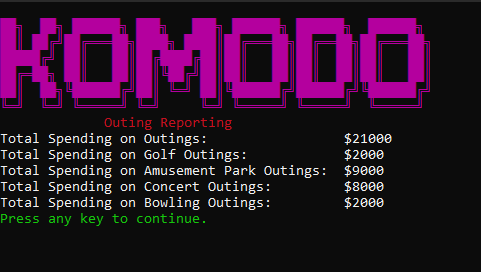 KOMODO
Outing Reporting
Total Spending on Outings: $21000
Total Spending on Golf Outings: $2000
Total Spending on Amusement Park Outings: $9000
Total Spending on Concert Outings: $8000
Total Spending on Bowling Outings: $2000
Press any key to continue.